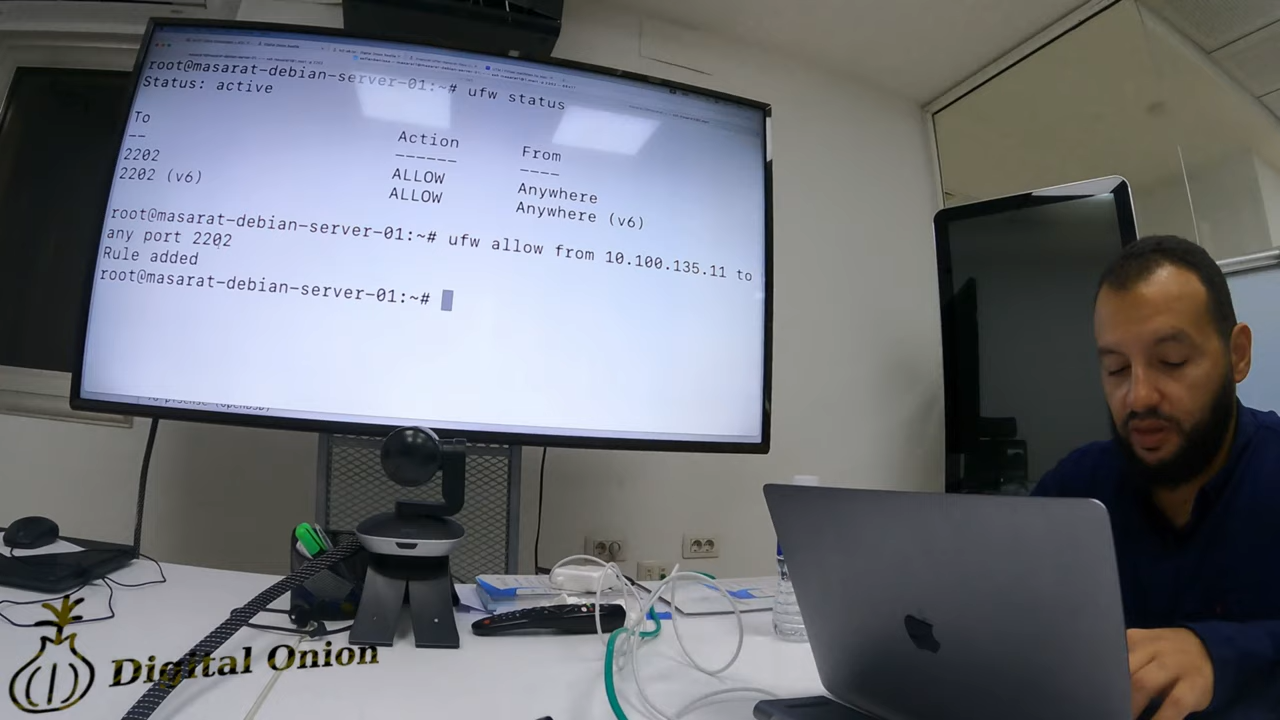 root@masarat-debian-server-01:~# ufw status
Status: active
To Action From
-- ------ ----
2202 ALLOW Anywhere
2202 (v6) ALLOW Anywhere (v6)
root@masarat-debian-server-01:~# ufw allow from 10.100.135.11 to
any port 2202
Rule added
root@masarat-debian-server-01:~#
Digital Onion